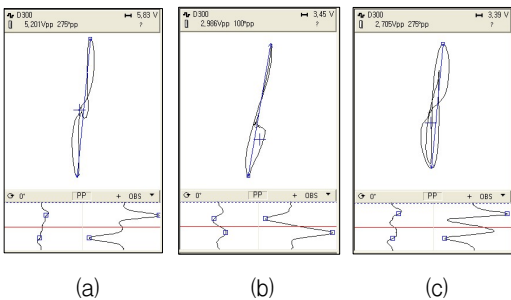 D300 5,83 V
5,201Vpp 275°pp ?
0° PP + OBS
(a)
D300 3,45 V
2,986Vpp 100°pp ?
0° PP + OBS
(b)
D300 3,39 V
2,705Vpp 275°pp ?
0° PP + OBS
(c)